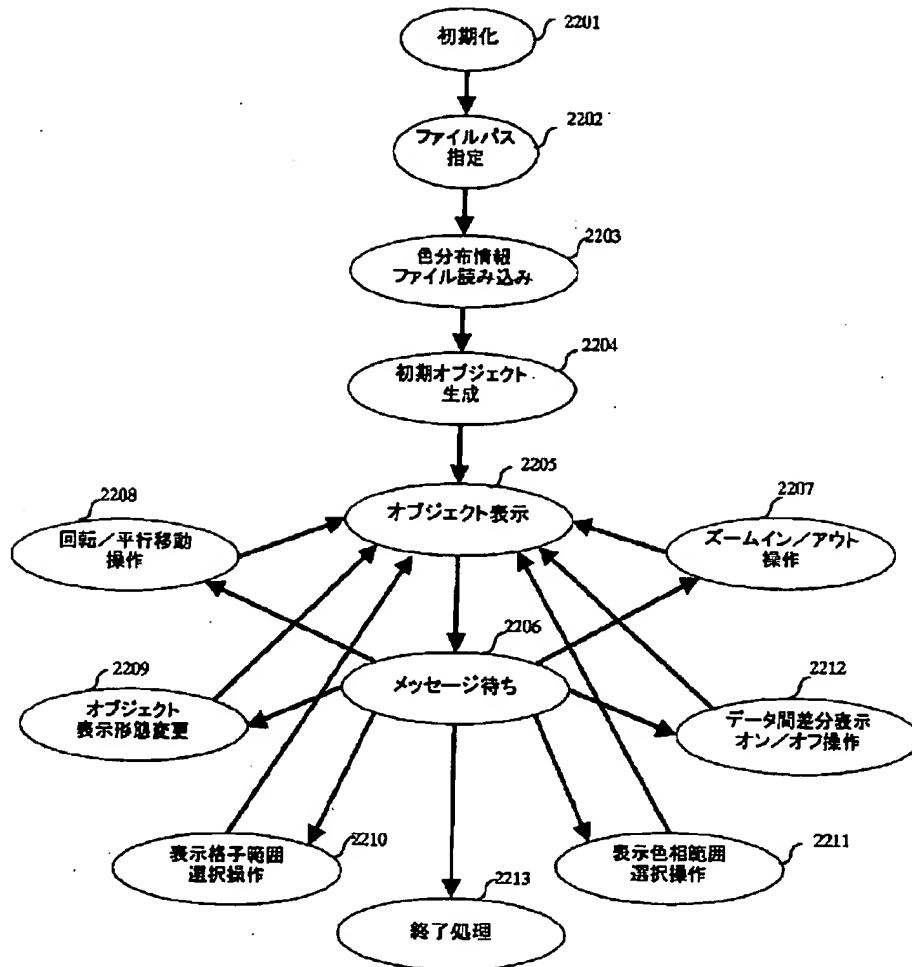 初期化
2201
ファイルパス
指定
2202
色分布情報
ファイル読み込み
2203
初期オブジェクト
生成
2204
オブジェクト表示
2205
2208
回転／平行移動
操作
2207
ズームイン／アウト
操作
メッセージ待ち
2206
2209
オブジェクト
表示形態変更
2212
データ間差分表示
オン／オフ操作
表示格子範囲
選択操作
2210
表示色相範囲
選択操作
2211
2213
終了処理